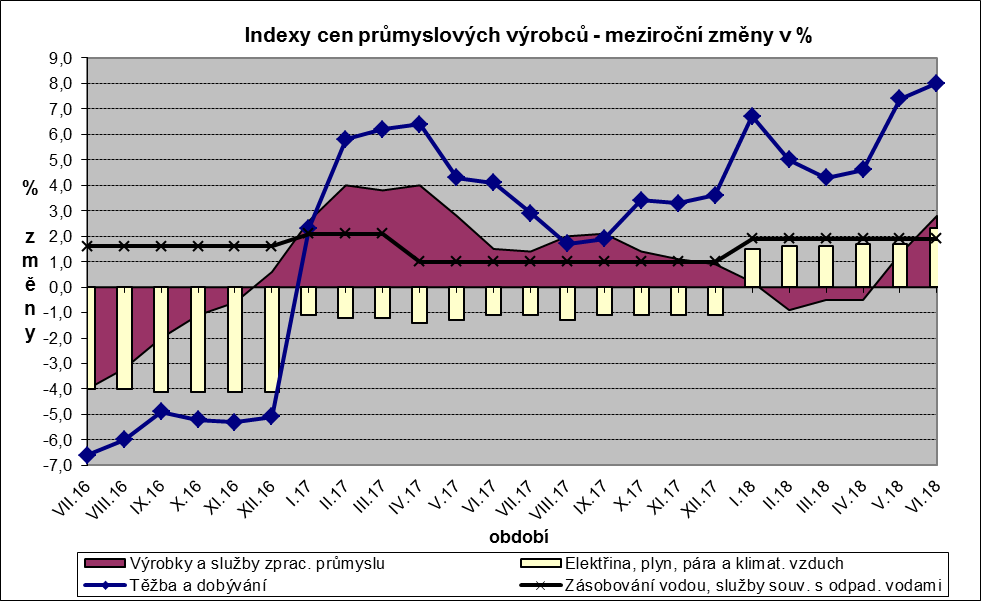 Indexy cen průmyslových výrobců - meziroční změny v %
9,0
8,0
7,0
6,0
5,0
4,0
3,0
2,0
1,0
0,0
-1,0
-2,0
-3,0
-4,0
-5,0
-6,0
-7,0
%
z
m
ě
n
y
VII.16
VIII.16
IX.16
X.16
XI.16
XII.16
I.17
II.17
III.17
IV.17
V.17
VI.17
VII.17
VIII.17
IX.17
X.17
XI.17
XII.17
I.18
II.18
III.18
IV.18
V.18
VI.18
období
Výrobky a služby zprac. průmyslu
Elektřina, plyn, pára a klimat. vzduch
Těžba a dobývání
Zásobování vodou, služby souv. s odpad. vodami